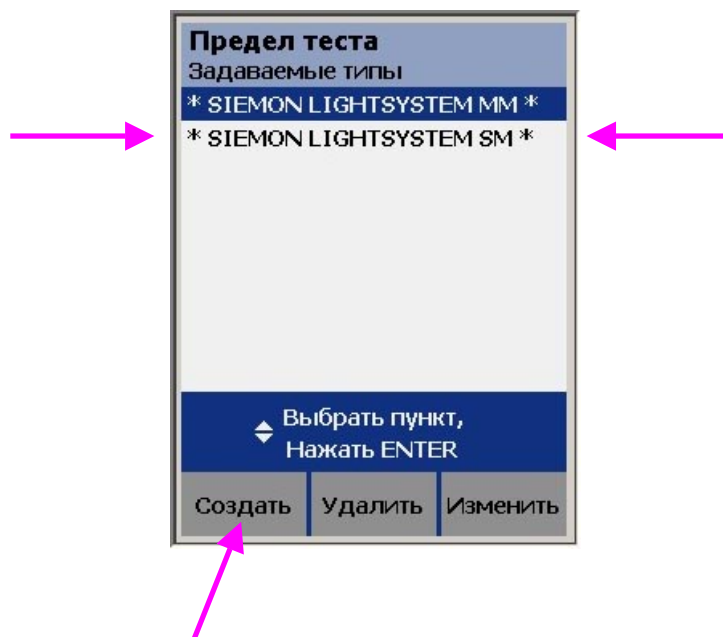 Предел теста
Задаваемые типы
* SIEMON LIGHTSYSTEM MM *
* SIEMON LIGHTSYSTEM SM *
Выбрать пункт,
Нажать ENTER
Создать Удалить Изменить